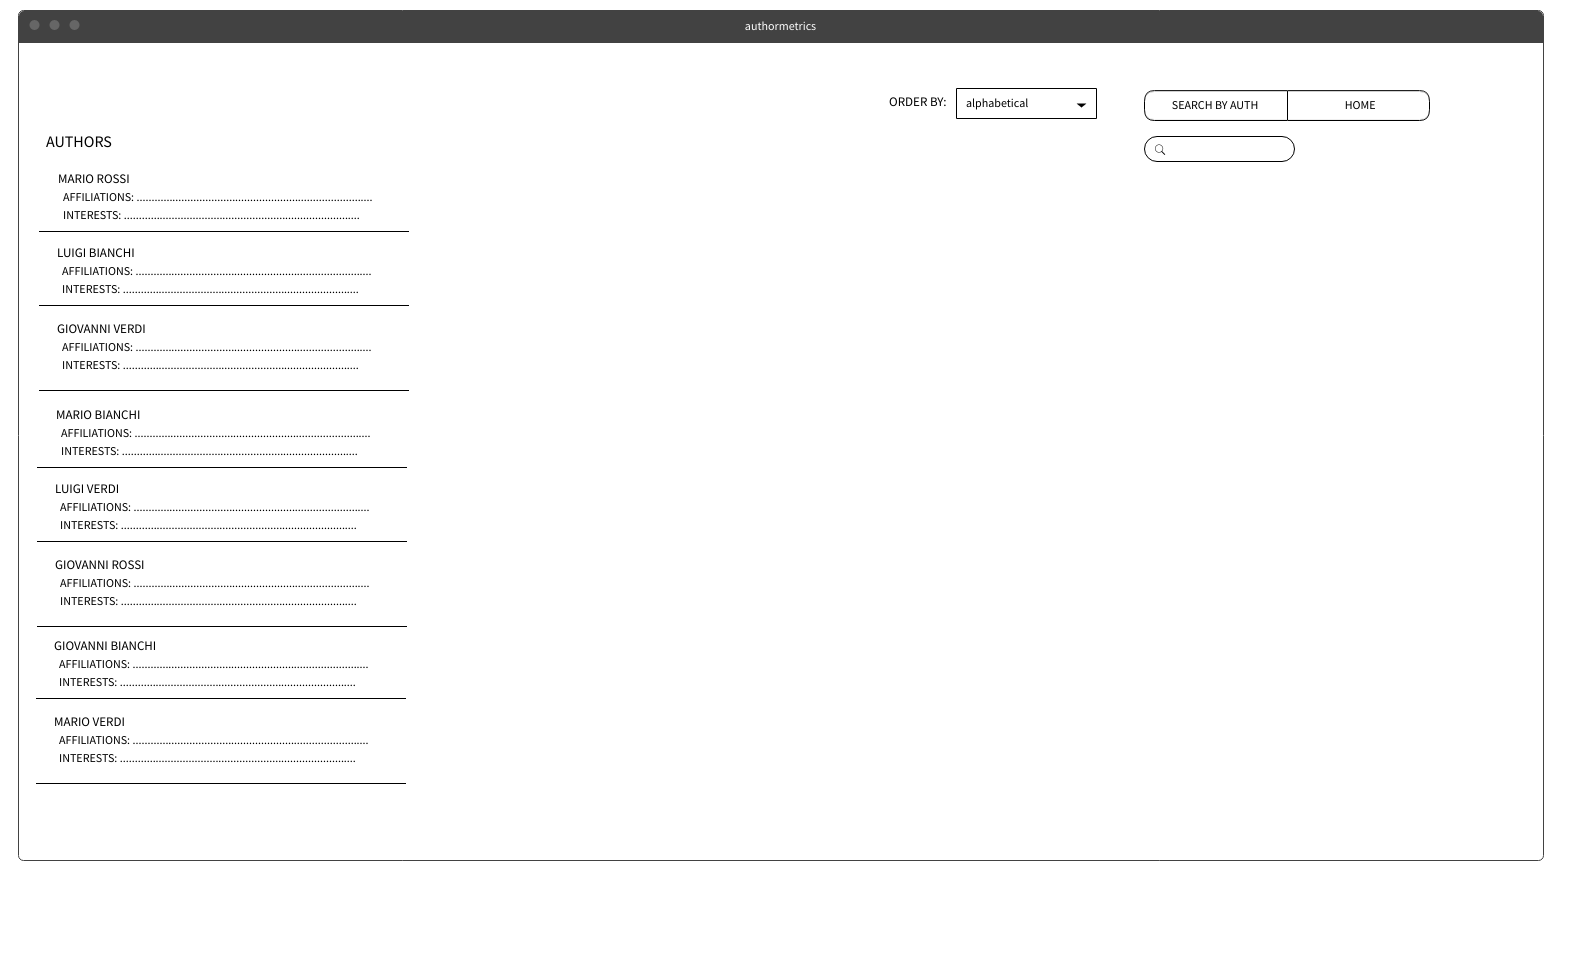 authormetrics
ORDER BY: alphabetical
SEARCH BY AUTH HOME
AUTHORS
MARIO ROSSI
AFFILIATIONS: ...............................................................................
INTERESTS: ...............................................................................
LUIGI BIANCHI
AFFILIATIONS: ...............................................................................
INTERESTS: ...............................................................................
GIOVANNI VERDI
AFFILIATIONS: ...............................................................................
INTERESTS: ...............................................................................
MARIO BIANCHI
AFFILIATIONS: ...............................................................................
INTERESTS: ...............................................................................
LUIGI VERDI
AFFILIATIONS: ...............................................................................
INTERESTS: ...............................................................................
GIOVANNI ROSSI
AFFILIATIONS: ...............................................................................
INTERESTS: ...............................................................................
GIOVANNI BIANCHI
AFFILIATIONS: ...............................................................................
INTERESTS: ...............................................................................
MARIO VERDI
AFFILIATIONS: ...............................................................................
INTERESTS: ...............................................................................